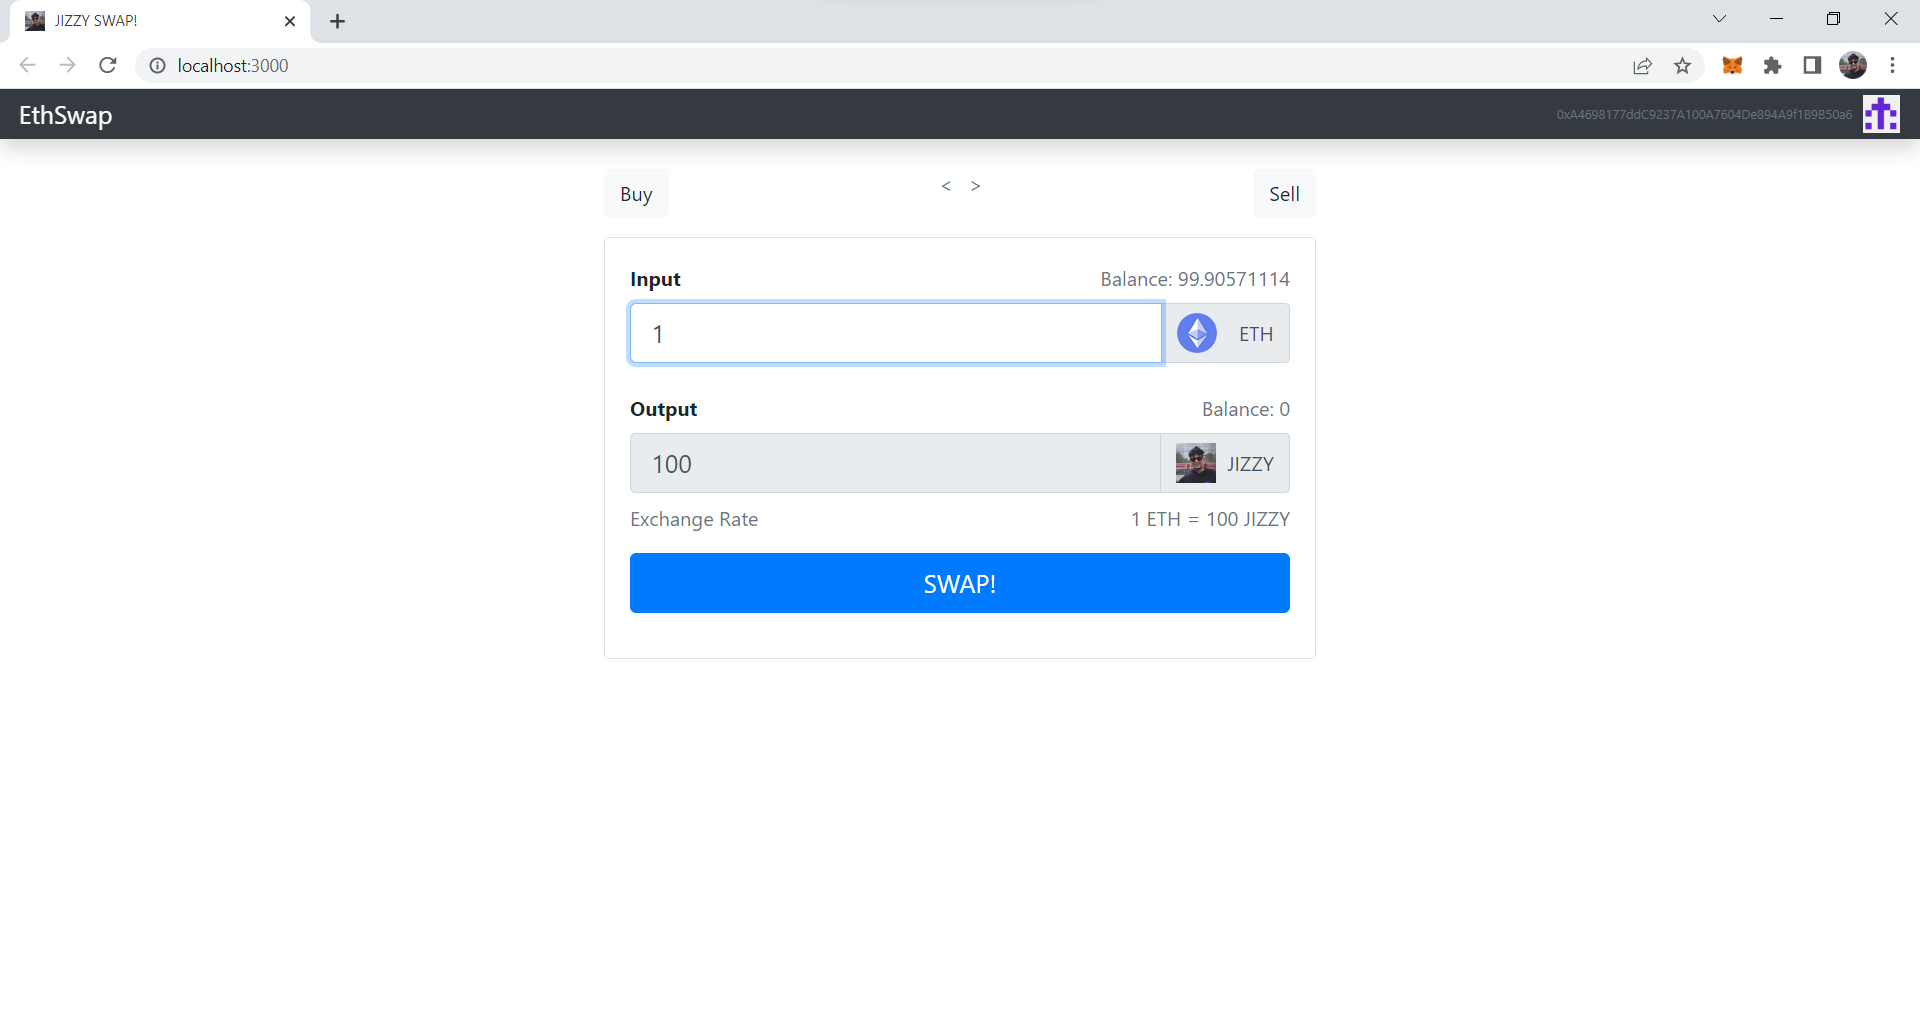 JIZZY SWAP!
localhost:3000
EthSwap
0xA4698177ddC9237A100A7604De894A9f1B9B50a6
Buy < > Sell
Input Balance: 99.90571114
1 ETH
Output Balance: 0
100 JIZZY
Exchange Rate 1 ETH = 100 JIZZY
SWAP!